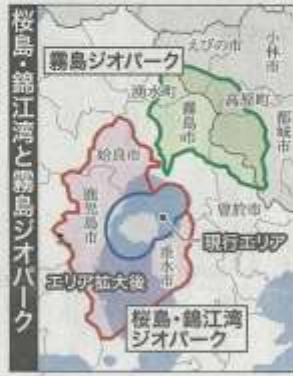 桜島・錦江湾と霧島ジオパーク
霧島ジオパーク
えびの市
小林市
湧水町
高原町
霧島市
都城市
姶良市
曽於市
鹿児島市
垂水市
現行エリア
エリア拡大後
桜島・錦江湾
ジオパーク